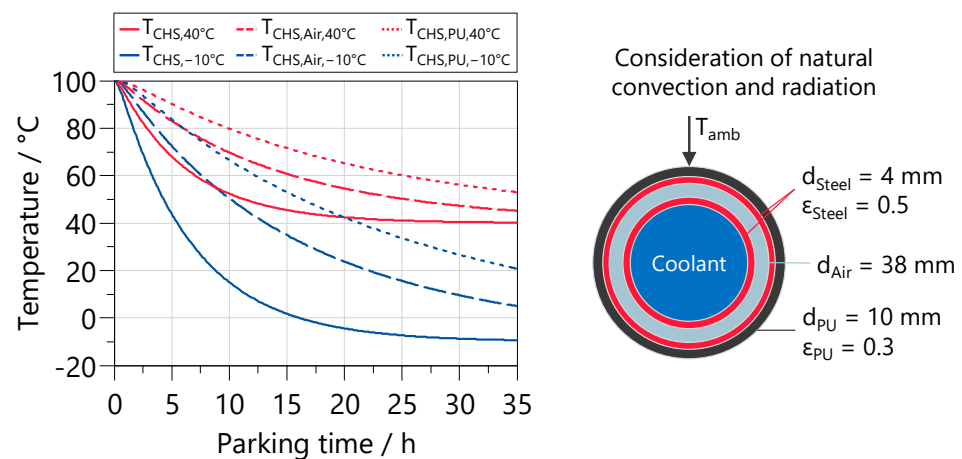 T_CHS,40°C T_CHS,Air,40°C T_CHS,PU,40°C
T_CHS,−10°C T_CHS,Air,−10°C T_CHS,PU,−10°C
100
80
60
40
20
0
-20
Temperature / °C
0 5 10 15 20 25 30 35
Parking time / h
Consideration of natural
convection and radiation
T_amb
d_Steel = 4 mm
ε_Steel = 0.5
Coolant
d_Air = 38 mm
d_PU = 10 mm
ε_PU = 0.3